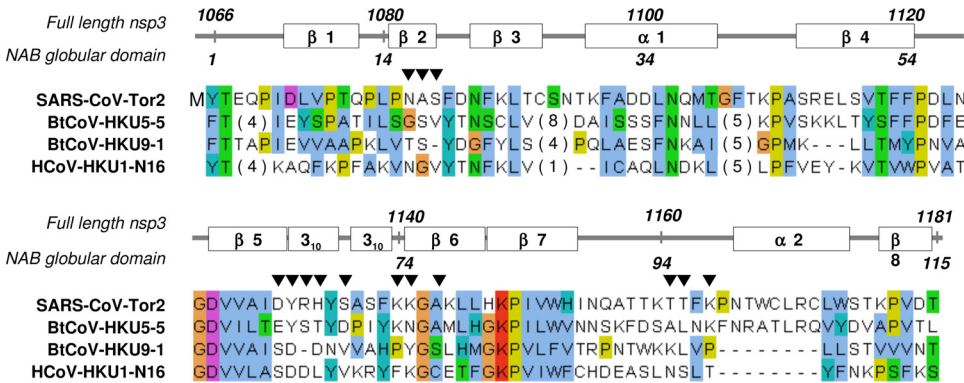 Full length nsp3 1066 1080 1100 1120
β 1 β 2 β 3 α 1 β 4
NAB globular domain 1 14 34 54
SARS-CoV-Tor2 MYTEQPIDLVPTQPLPNASFDNFKLTCSNTKFADDLNQMTGFTKPASRELSVTFFPDLN
BtCoV-HKU5-5 FT(4)IEYSPATILSGSVYTNSCLV(8)DAISSSFNNLL(5)KPVSKKLTYSFFPDFE
BtCoV-HKU9-1 FTTAPIEVVAAPKLVTS-YDGFYLS(4)PQLAESFNKAI(5)GPMK--LLTMYPNVA
HCoV-HKU1-N16 YT(4)KAQFKPFAKVNGVYTNFKLV(1)--ICAQLNDKL(5)LPFVEY-KVTVWPVAT
Full length nsp3 1140 1160 1181
β 5 3₁₀ 3₁₀ β 6 β 7 α 2 β 8
NAB globular domain 74 94 115
SARS-CoV-Tor2 GDVVAIDYRHYSASFKKGAKLLHKPIVWHINQATTKTTFKPNTWCLRCLWSTKPVDT
BtCoV-HKU5-5 GDVILTEYSTYDPIYKNGAMLHGKPILWVNNSKFDSALNKFNRATLRQVYDVAPVTL
BtCoV-HKU9-1 GDVVAISD-DNVVAHPYGSLHMGKPVLFVTRPNTWKKLVP--------LLSTVVVNT
HCoV-HKU1-N16 GDVVLASDDLYVKRYFKGCETFGKPVIWFCHDEASLNSLT--------YFNKPSFKS